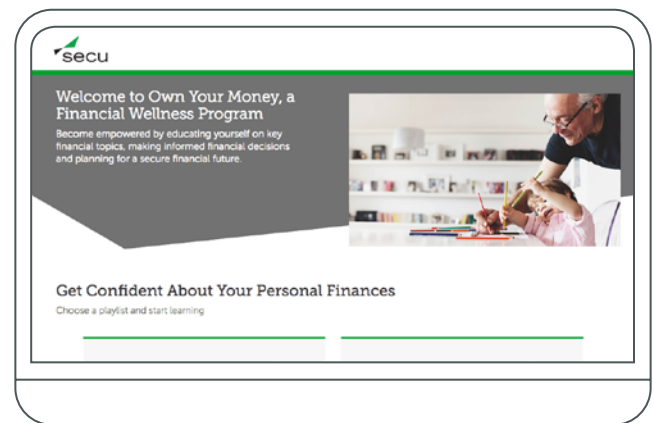 secu
Welcome to Own Your Money, a
Financial Wellness Program
Become empowered by educating yourself on key
financial topics, making informed financial decisions
and planning for a secure financial future.
Get Confident About Your Personal Finances
Choose a playlist and start learning